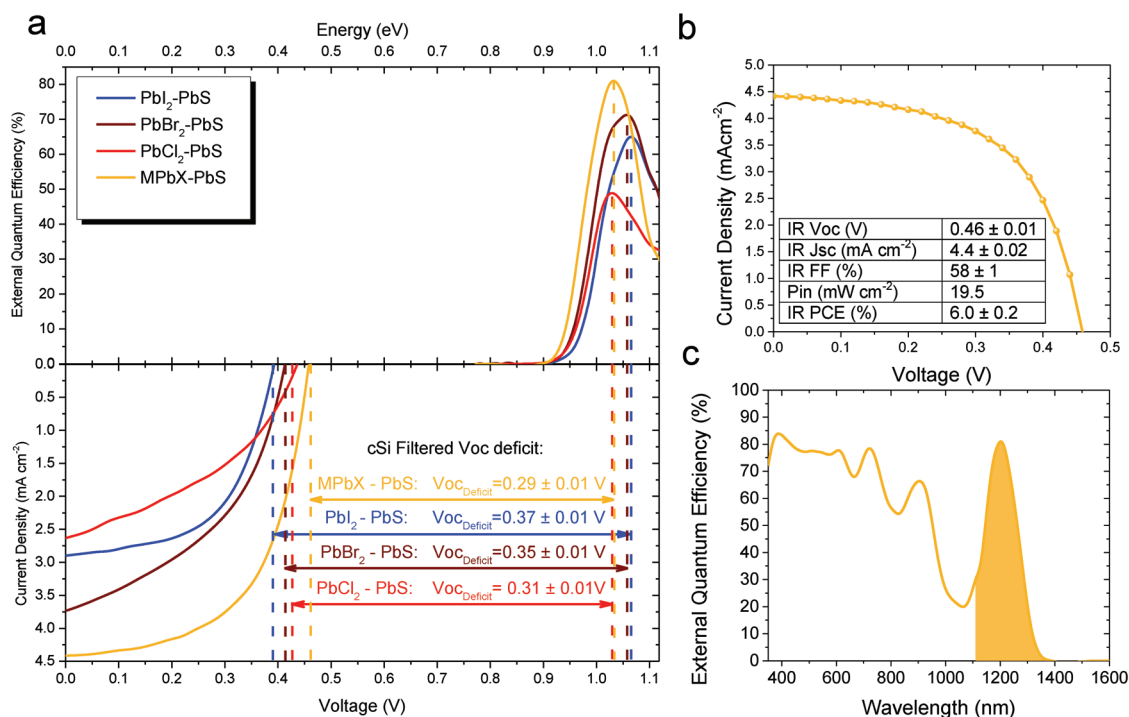 a
Energy (eV)
0.0 0.1 0.2 0.3 0.4 0.5 0.6 0.7 0.8 0.9 1.0 1.1
External Quantum Efficiency (%)
80
70
60
50
40
30
20
10
0.0
PbI2-PbS
PbBr2-PbS
PbCl2-PbS
MPbX-PbS
Current Density (mA cm-2)
0.5
1.0
1.5
2.0
2.5
3.0
3.5
4.0
4.5
cSi Filtered Voc deficit:
MPbX - PbS: VocDeficit=0.29 ± 0.01 V
PbI2 - PbS: VocDeficit=0.37 ± 0.01 V
PbBr2 - PbS: VocDeficit=0.35 ± 0.01 V
PbCl2 - PbS: VocDeficit= 0.31 ± 0.01V
0.0 0.1 0.2 0.3 0.4 0.5 0.6 0.7 0.8 0.9 1.0 1.1
Voltage (V)
b
Current Density (mAcm-2)
5.0
4.5
4.0
3.5
3.0
2.5
2.0
1.5
1.0
0.5
0.0
IR Voc (V) 0.46 ± 0.01
IR Jsc (mA cm-2) 4.4 ± 0.02
IR FF (%) 58 ± 1
Pin (mW cm-2) 19.5
IR PCE (%) 6.0 ± 0.2
0.0 0.1 0.2 0.3 0.4 0.5
Voltage (V)
c
External Quantum Efficiency (%)
90
80
70
60
50
40
30
20
10
0
400 600 800 1000 1200 1400 1600
Wavelength (nm)